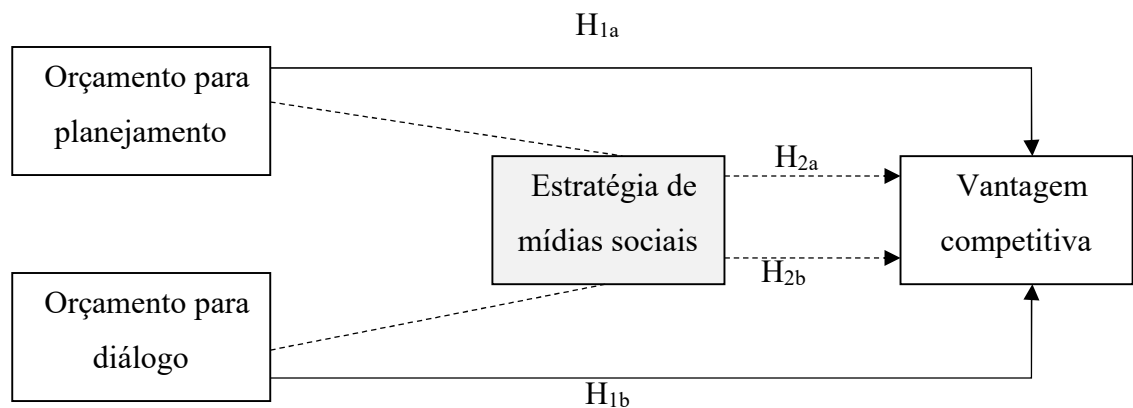 H1a
Orçamento para
planejamento
H2a
Estratégia de
mídias sociais
Vantagem
competitiva
H2b
Orçamento para
diálogo
H1b